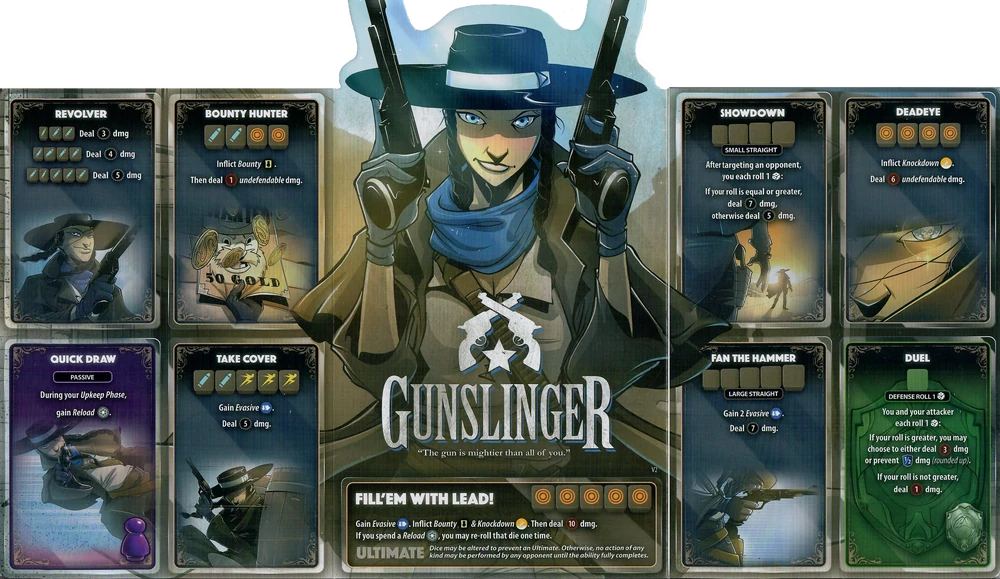 REVOLVER
Deal 3 dmg
Deal 4 dmg
Deal 5 dmg
BOUNTY HUNTER
Inflict Bounty .
Then deal 1 undefendable dmg.
50 GOLD
QUICK DRAW
PASSIVE
During your Upkeep Phase,
gain Reload .
TAKE COVER
Gain Evasive .
Deal 5 dmg.
GUNSLINGER
“The gun is mightier than all of you.”
V2
FILL'EM WITH LEAD!
Gain Evasive . Inflict Bounty & Knockdown . Then deal 10 dmg.
If you spend a Reload , you may re-roll that die one time.
ULTIMATE
Dice may be altered to prevent an Ultimate. Otherwise, no action of any
kind may be performed by any opponent until the ability fully completes.
SHOWDOWN
SMALL STRAIGHT
After targeting an opponent,
you each roll 1 :
If your roll is equal or greater,
deal 7 dmg,
otherwise deal 5 dmg.
DEADEYE
Inflict Knockdown .
Deal 6 undefendable dmg.
FAN THE HAMMER
LARGE STRAIGHT
Gain 2 Evasive .
Deal 7 dmg.
DUEL
DEFENSE ROLL 1
You and your attacker
each roll 1 :
If your roll is greater, you may
choose to either deal 3 dmg
or prevent 1/2 dmg (rounded up).
If your roll is not greater,
deal 1 dmg.